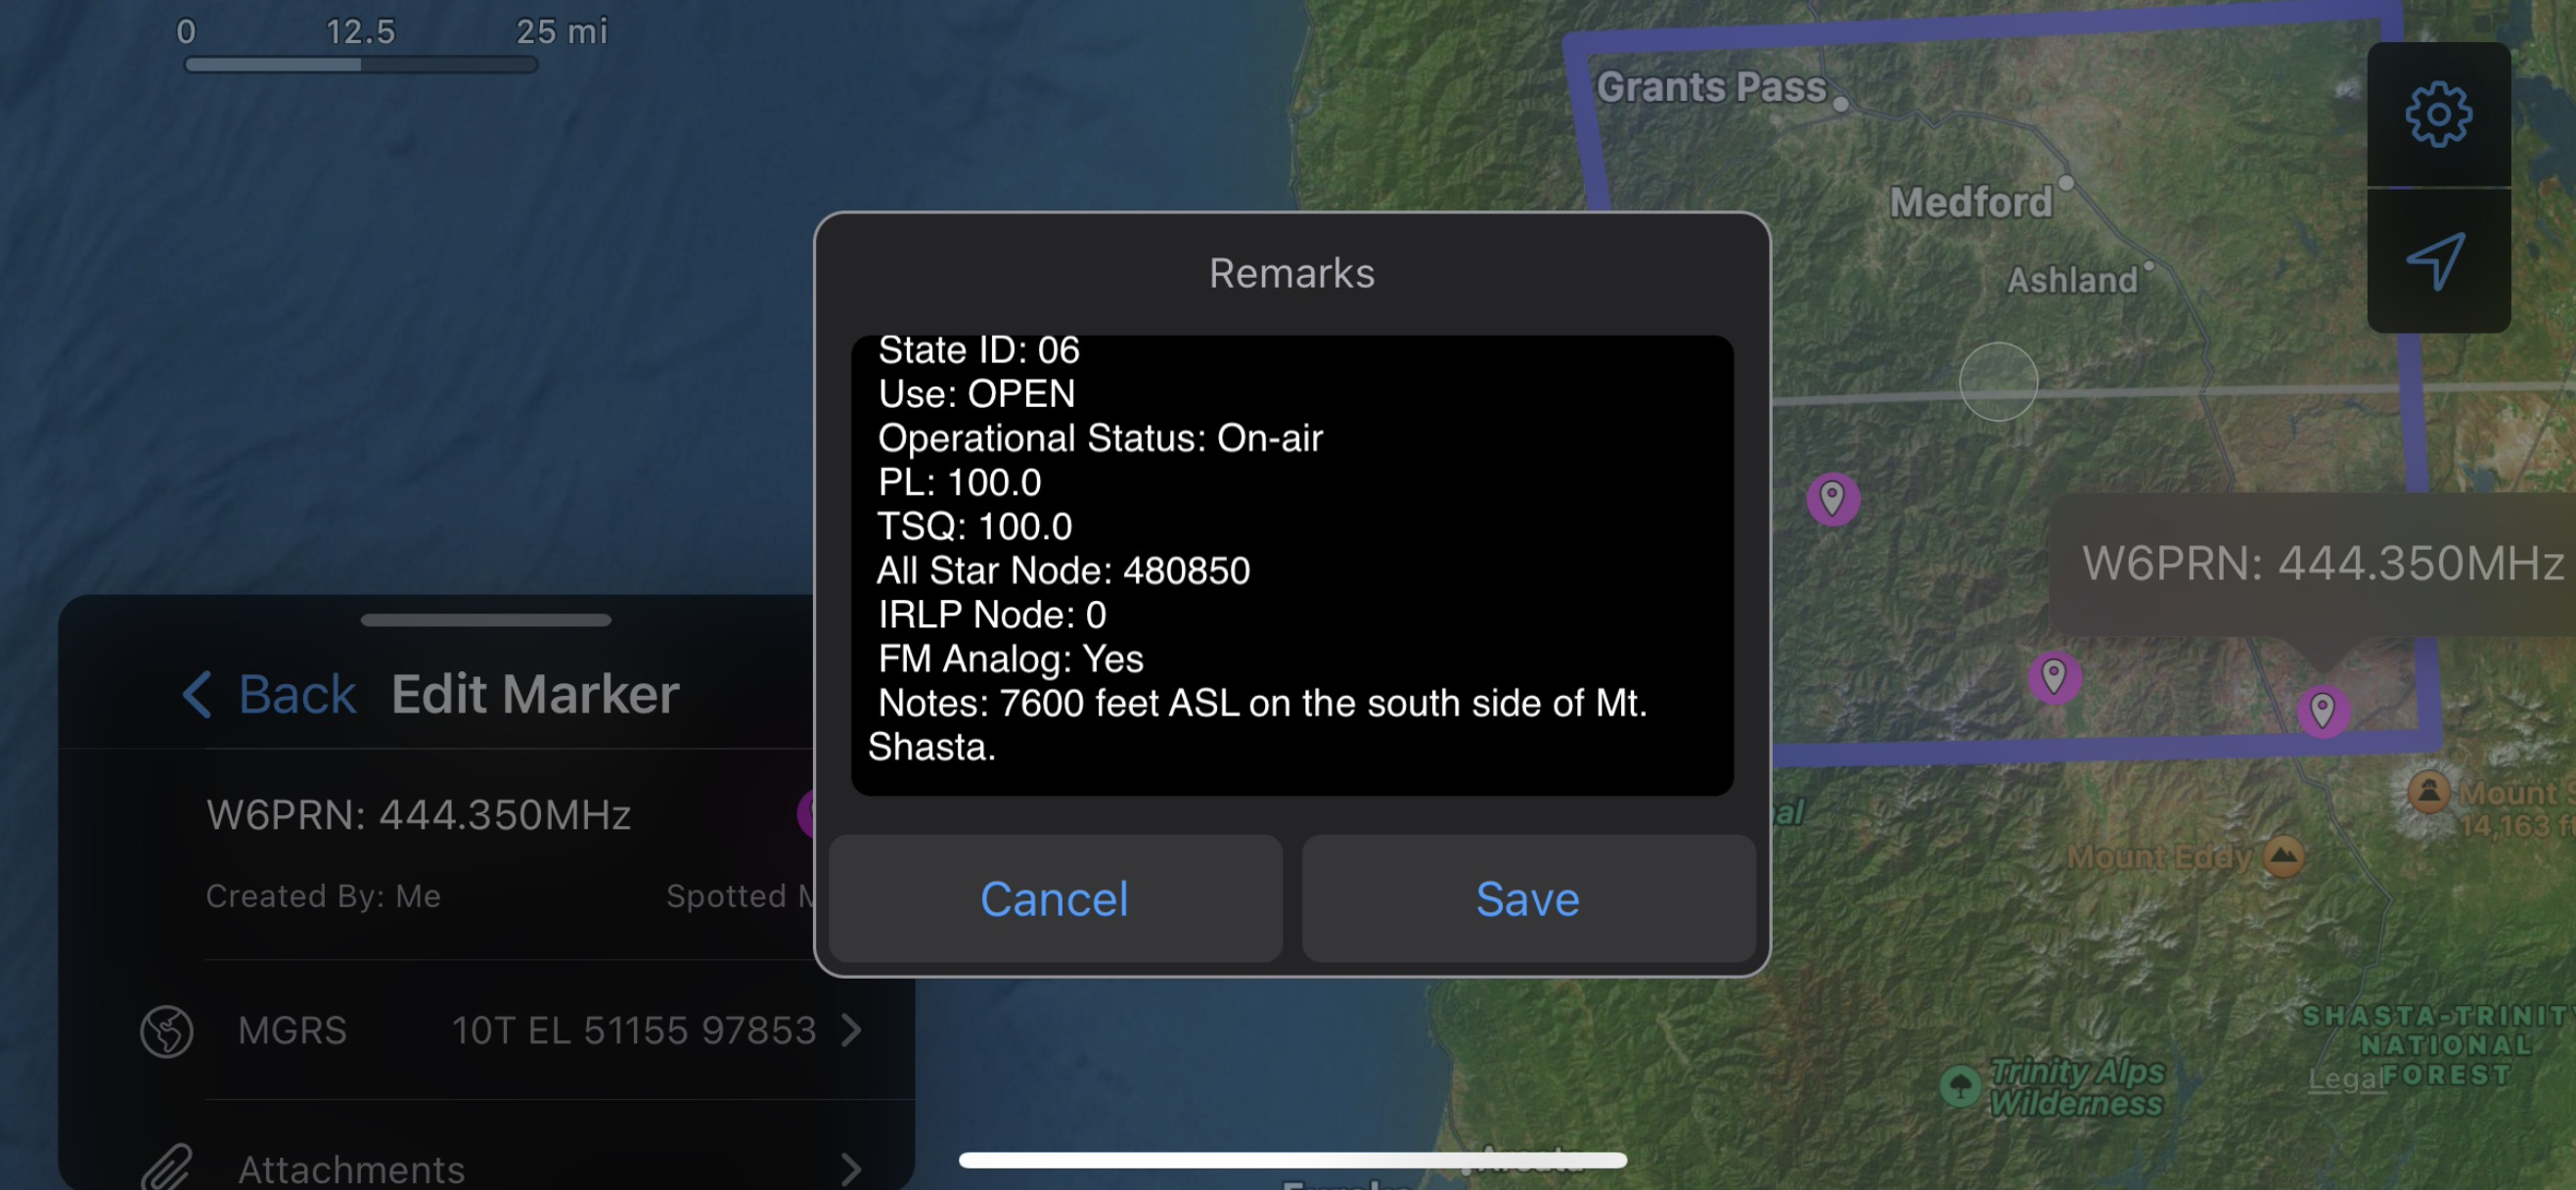 0 12.5 25 mi
Grants Pass
Medford
Ashland
Remarks
State ID: 06
Use: OPEN
Operational Status: On-air
PL: 100.0
TSQ: 100.0
All Star Node: 480850
IRLP Node: 0
FM Analog: Yes
Notes: 7600 feet ASL on the south side of Mt.
Shasta.
Cancel Save
W6PRN: 444.350MHz
Back Edit Marker
W6PRN: 444.350MHz
Created By: Me Spotted
MGRS 10T EL 51155 97853
Attachments
Mount
14,163
Mount Eddy
SHASTA-TRINITY
NATIONAL
FOREST
Legal
Trinity Alps
Wilderness